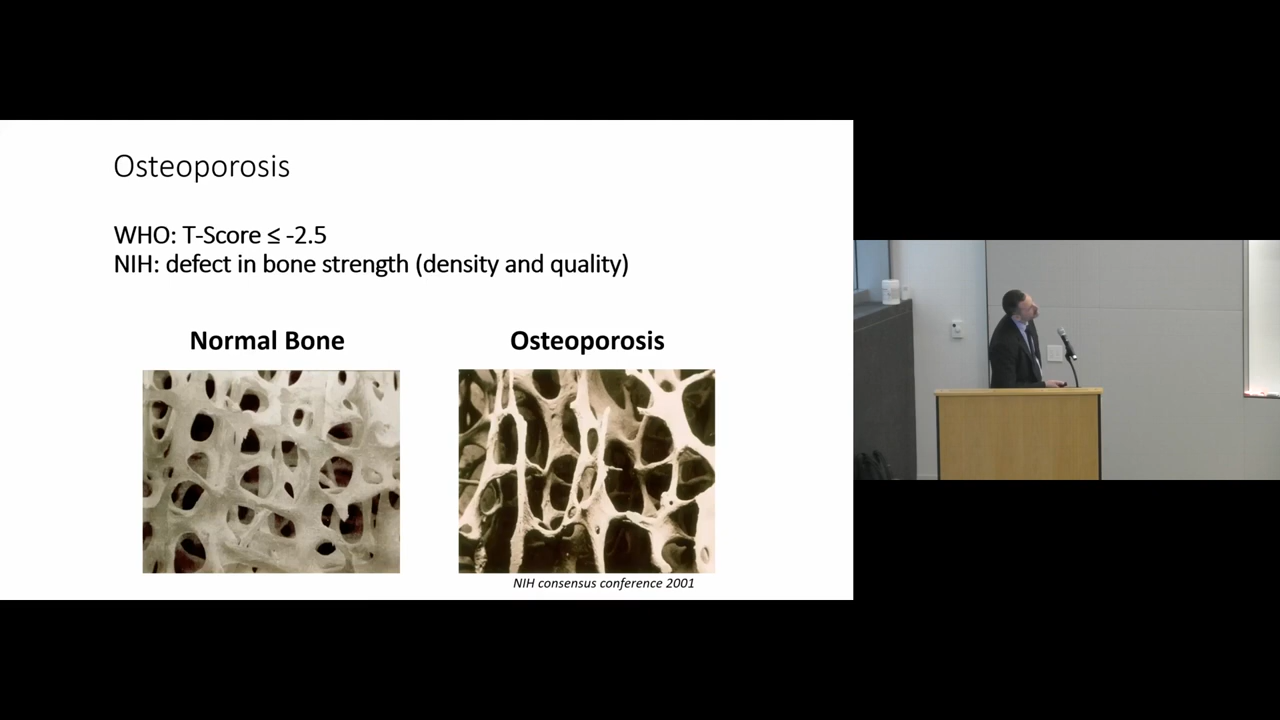 Osteoporosis
WHO: T-Score ≤ -2.5
NIH: defect in bone strength (density and quality)
Normal Bone
Osteoporosis
NIH consensus conference 2001